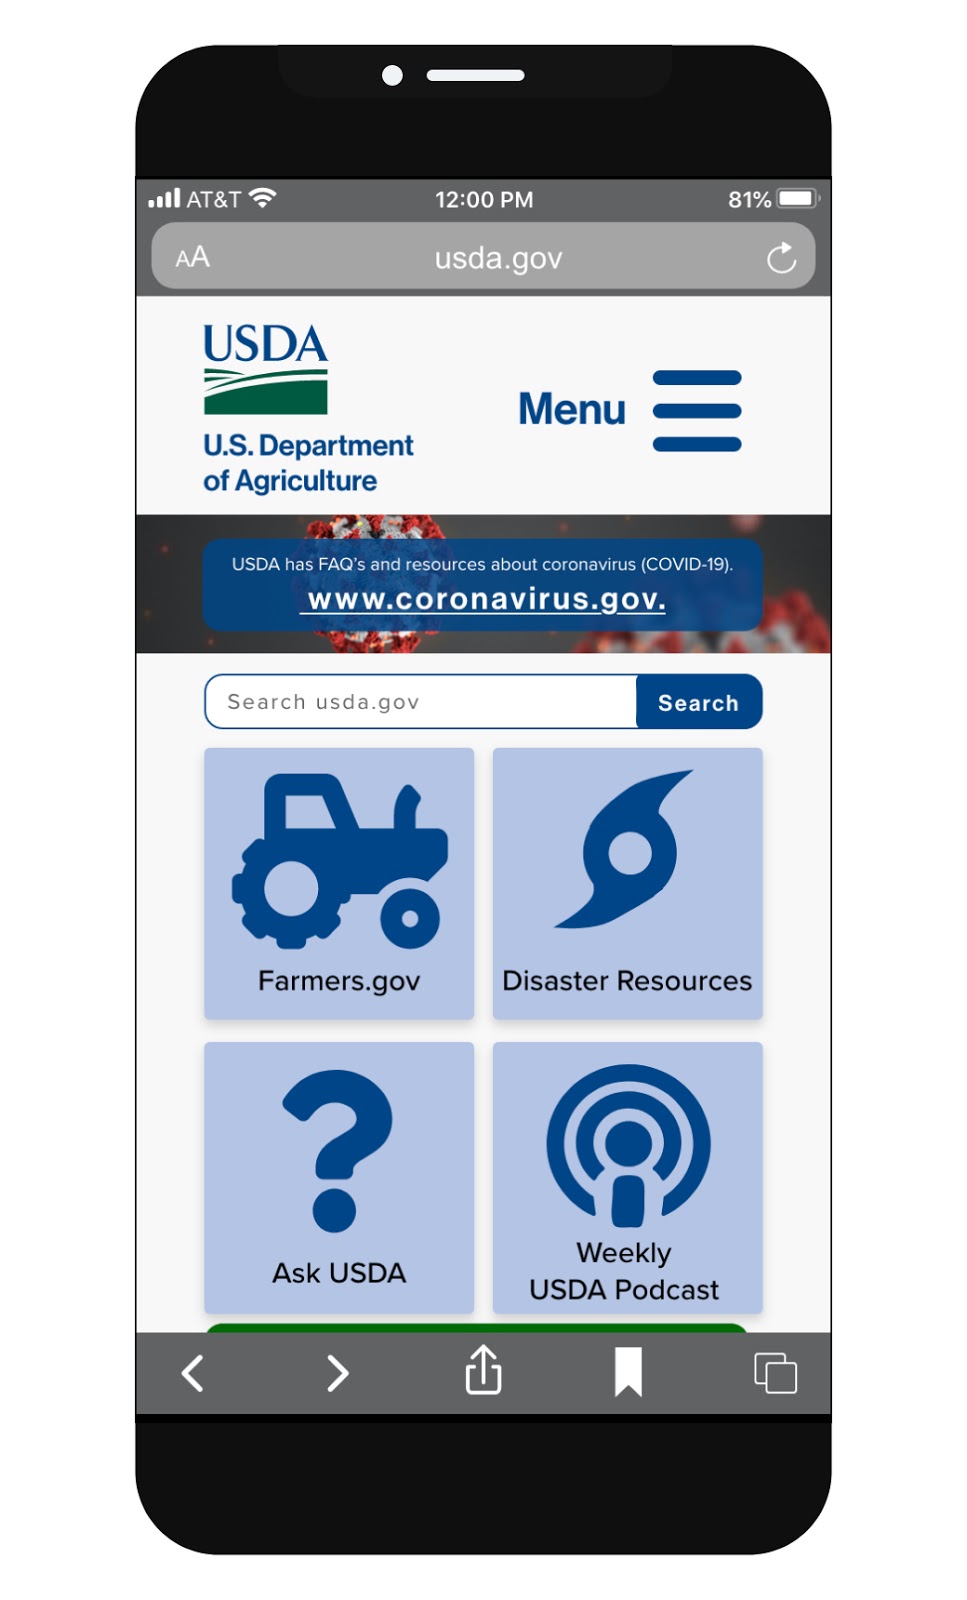 AT&T 12:00 PM 81%
AA usda.gov
USDA
U.S. Department
of Agriculture
Menu
USDA has FAQ's and resources about coronavirus (COVID-19).
www.coronavirus.gov.
Search usda.gov Search
Farmers.gov
Disaster Resources
Ask USDA
Weekly
USDA Podcast